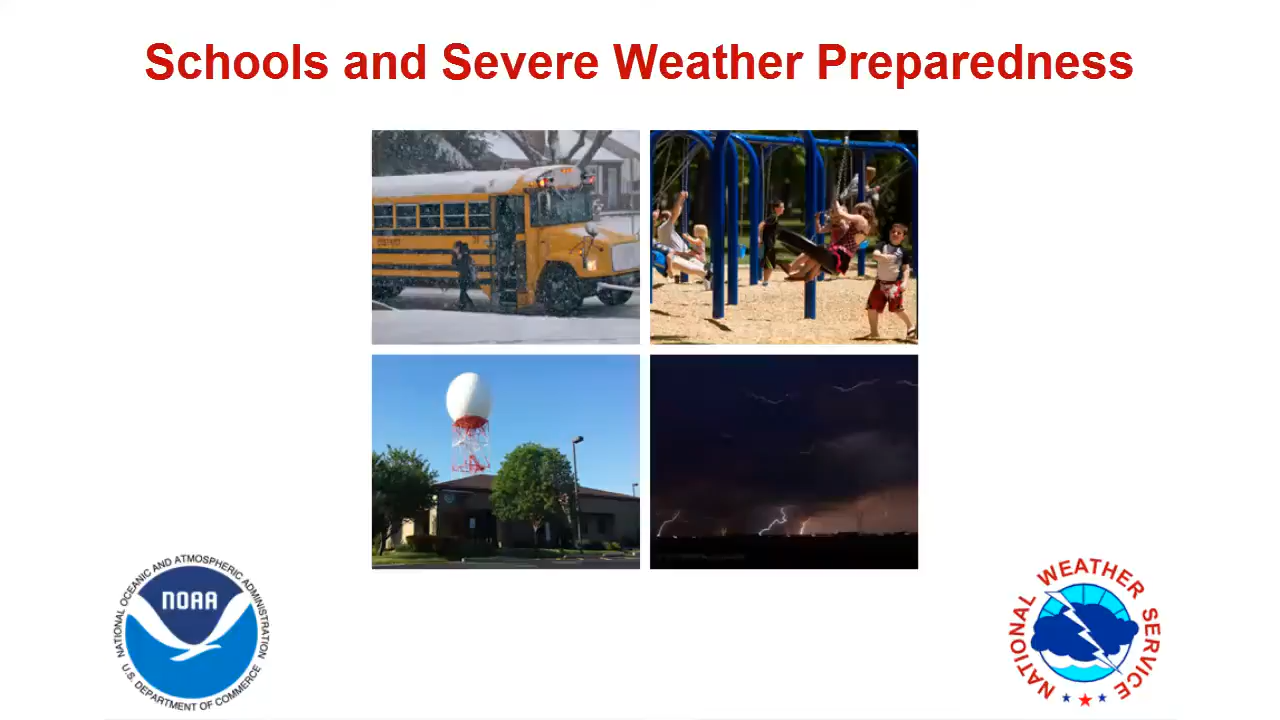 Schools and Severe Weather Preparedness
NATIONAL OCEANIC AND ATMOSPHERIC ADMINISTRATION
NOAA
U.S. DEPARTMENT OF COMMERCE
NATIONAL WEATHER SERVICE